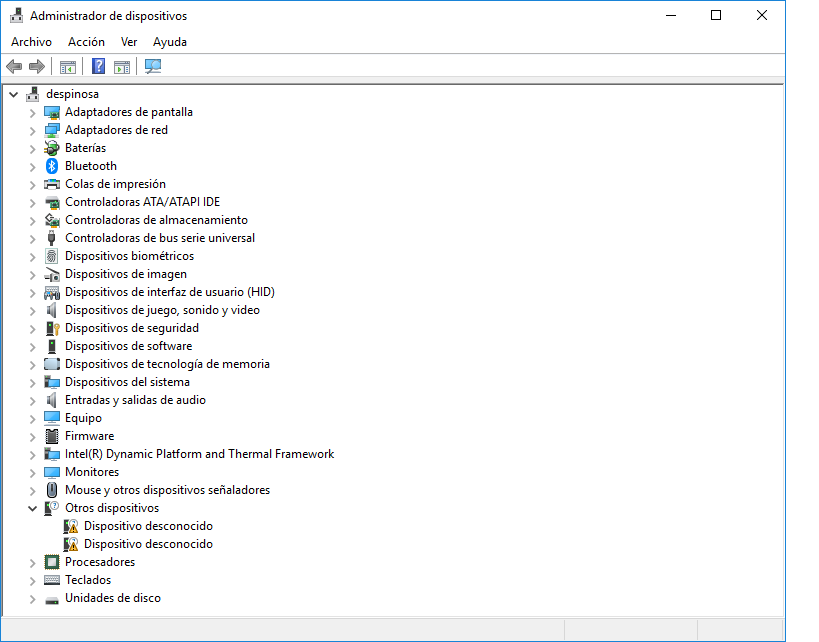 Administrador de dispositivos
Archivo Acción Ver Ayuda
despinosa
Adaptadores de pantalla
Adaptadores de red
Baterías
Bluetooth
Colas de impresión
Controladoras ATA/ATAPI IDE
Controladoras de almacenamiento
Controladoras de bus serie universal
Dispositivos biométricos
Dispositivos de imagen
Dispositivos de interfaz de usuario (HID)
Dispositivos de juego, sonido y video
Dispositivos de seguridad
Dispositivos de software
Dispositivos de tecnología de memoria
Dispositivos del sistema
Entradas y salidas de audio
Equipo
Firmware
Intel(R) Dynamic Platform and Thermal Framework
Monitores
Mouse y otros dispositivos señaladores
Otros dispositivos
Dispositivo desconocido
Dispositivo desconocido
Procesadores
Teclados
Unidades de disco